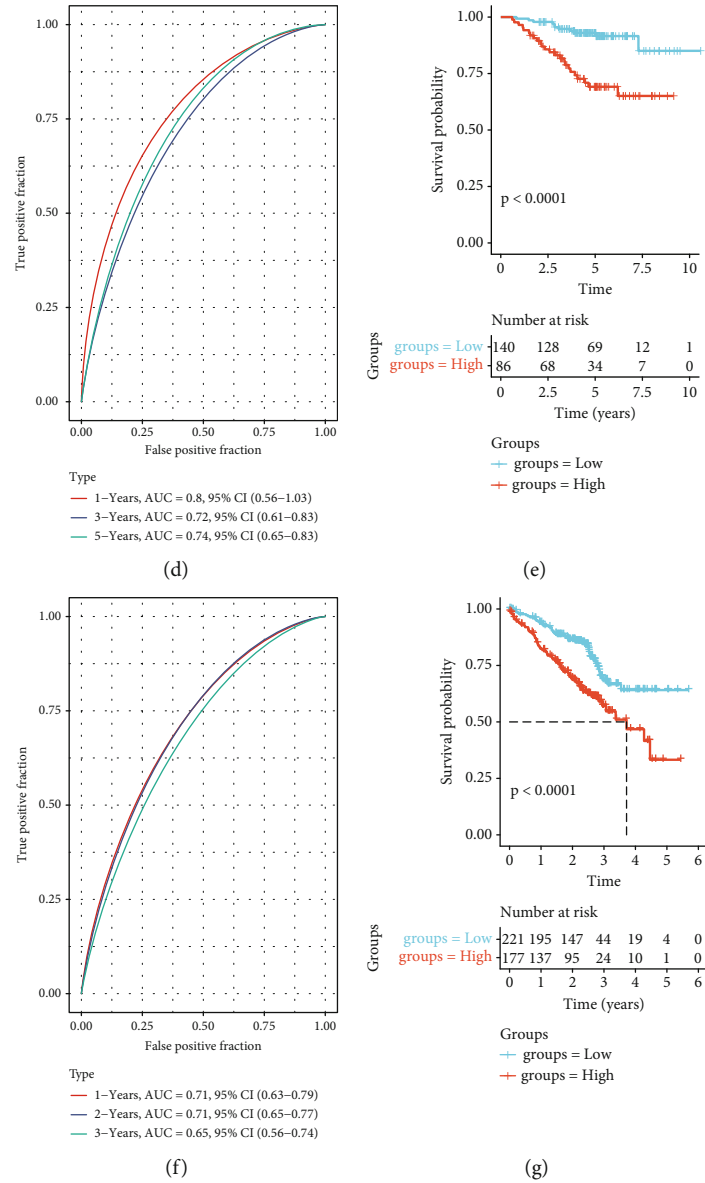 1.00
0.75
0.50
0.25
0.00
True positive fraction
0.00 0.25 0.50 0.75 1.00
False positive fraction
Type
1−Years, AUC = 0.8, 95% CI (0.56−1.03)
3−Years, AUC = 0.72, 95% CI (0.61−0.83)
5−Years, AUC = 0.74, 95% CI (0.65−0.83)
(d)
1.00
0.75
0.50
0.25
0.00
Survival probability
p < 0.0001
0 2.5 5 7.5 10
Time
Number at risk
Groups
groups = Low 140 128 69 12 1
groups = High 86 68 34 7 0
0 2.5 5 7.5 10
Time (years)
Groups
groups = Low
groups = High
(e)
1.00
0.75
0.50
0.25
0.00
True positive fraction
0.00 0.25 0.50 0.75 1.00
False positive fraction
Type
1−Years, AUC = 0.71, 95% CI (0.63−0.79)
2−Years, AUC = 0.71, 95% CI (0.65−0.77)
3−Years, AUC = 0.65, 95% CI (0.56−0.74)
(f)
1.00
0.75
0.50
0.25
0.00
Survival probability
p < 0.0001
0 1 2 3 4 5 6
Time
Number at risk
Groups
groups = Low 221 195 147 44 19 4 0
groups = High 177 137 95 24 10 1 0
0 1 2 3 4 5 6
Time (years)
Groups
groups = Low
groups = High
(g)